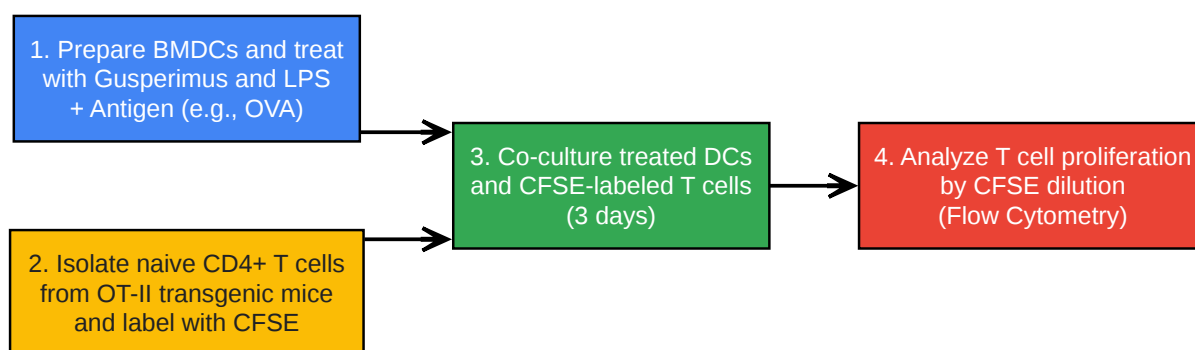 1. Prepare BMDCs and treat
with Gusperimus and LPS
+ Antigen (e.g., OVA)
2. Isolate naive CD4+ T cells
from OT-II transgenic mice
and label with CFSE
3. Co-culture treated DCs
and CFSE-labeled T cells
(3 days)
4. Analyze T cell proliferation
by CFSE dilution
(Flow Cytometry)